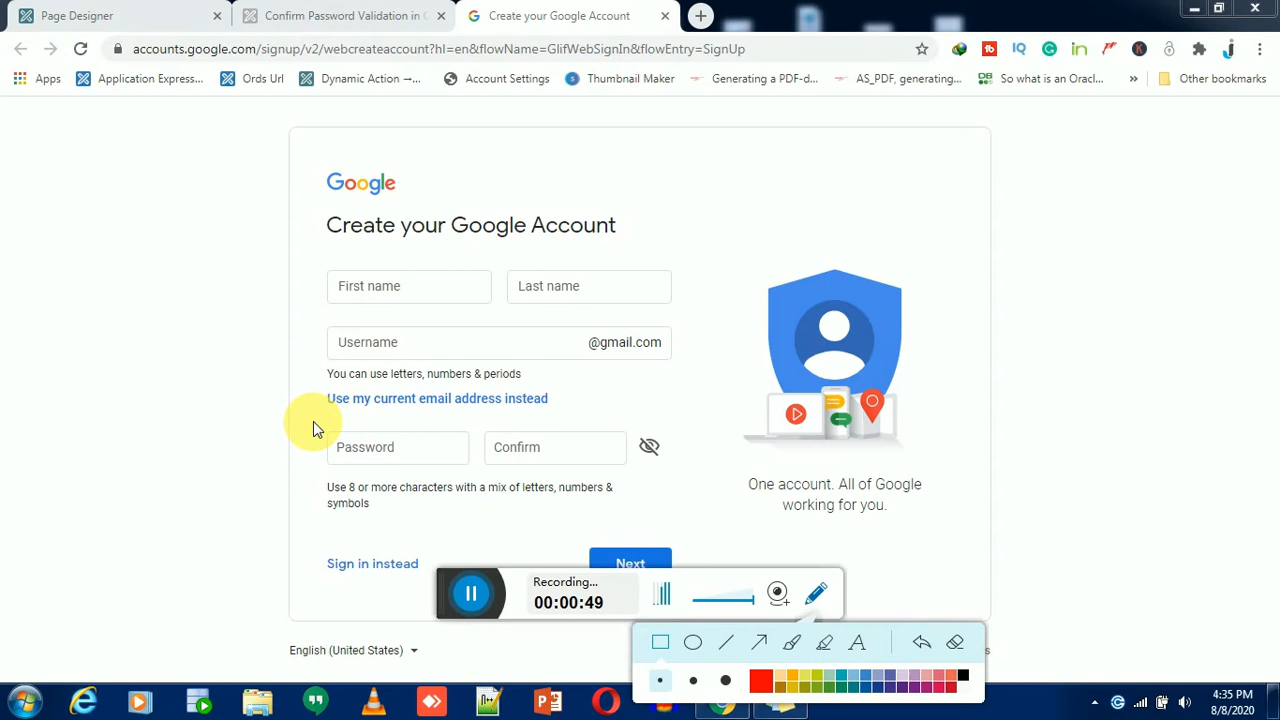 Page Designer
Confirm Password Validation in
Create your Google Account
accounts.google.com/signup/v2/webcreateaccount?hl=en&flowName=GlifWebSignIn&flowEntry=SignUp
Apps
Application Express...
Ords Url
Dynamic Action →...
Account Settings
Thumbnail Maker
Generating a PDF-d...
AS_PDF, generating...
So what is an Oracl...
»
Other bookmarks
Google
Create your Google Account
First name
Last name
Username
@gmail.com
You can use letters, numbers & periods
Use my current email address instead
Password
Confirm
Use 8 or more characters with a mix of letters, numbers &
symbols
One account. All of Google
working for you.
Sign in instead
Next
Recording...
00:00:49
English (United States)
4:35 PM
8/8/2020